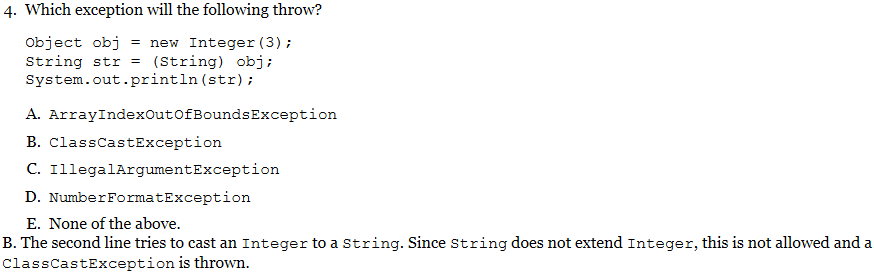 4. Which exception will the following throw?
Object obj = new Integer(3);
String str = (String) obj;
System.out.println(str);
A. ArrayIndexOutOfBoundsException
B. ClassCastException
C. IllegalArgumentException
D. NumberFormatException
E. None of the above.
B. The second line tries to cast an Integer to a String. Since String does not extend Integer, this is not allowed and a
ClassCastException is thrown.